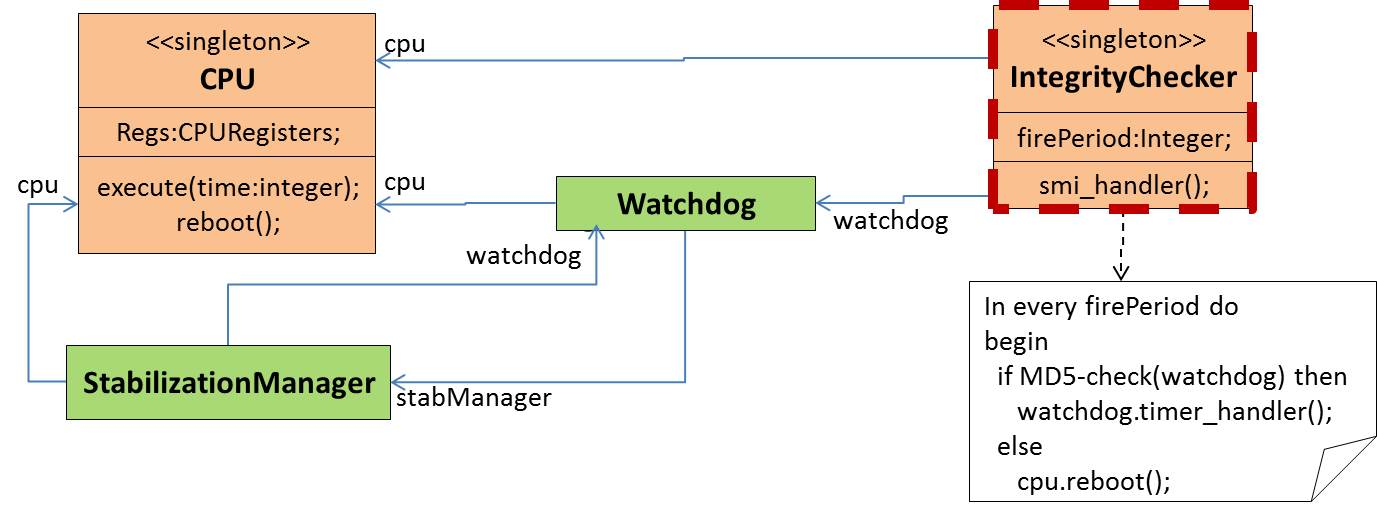 <<singleton>>
CPU
Regs:CPURegisters;
execute(time:integer);
reboot();
cpu
cpu
cpu
<<singleton>>
IntegrityChecker
firePeriod:Integer;
smi_handler();
Watchdog
watchdog
watchdog
StabilizationManager
stabManager
In every firePeriod do
begin
if MD5-check(watchdog) then
watchdog.timer_handler();
else
cpu.reboot();